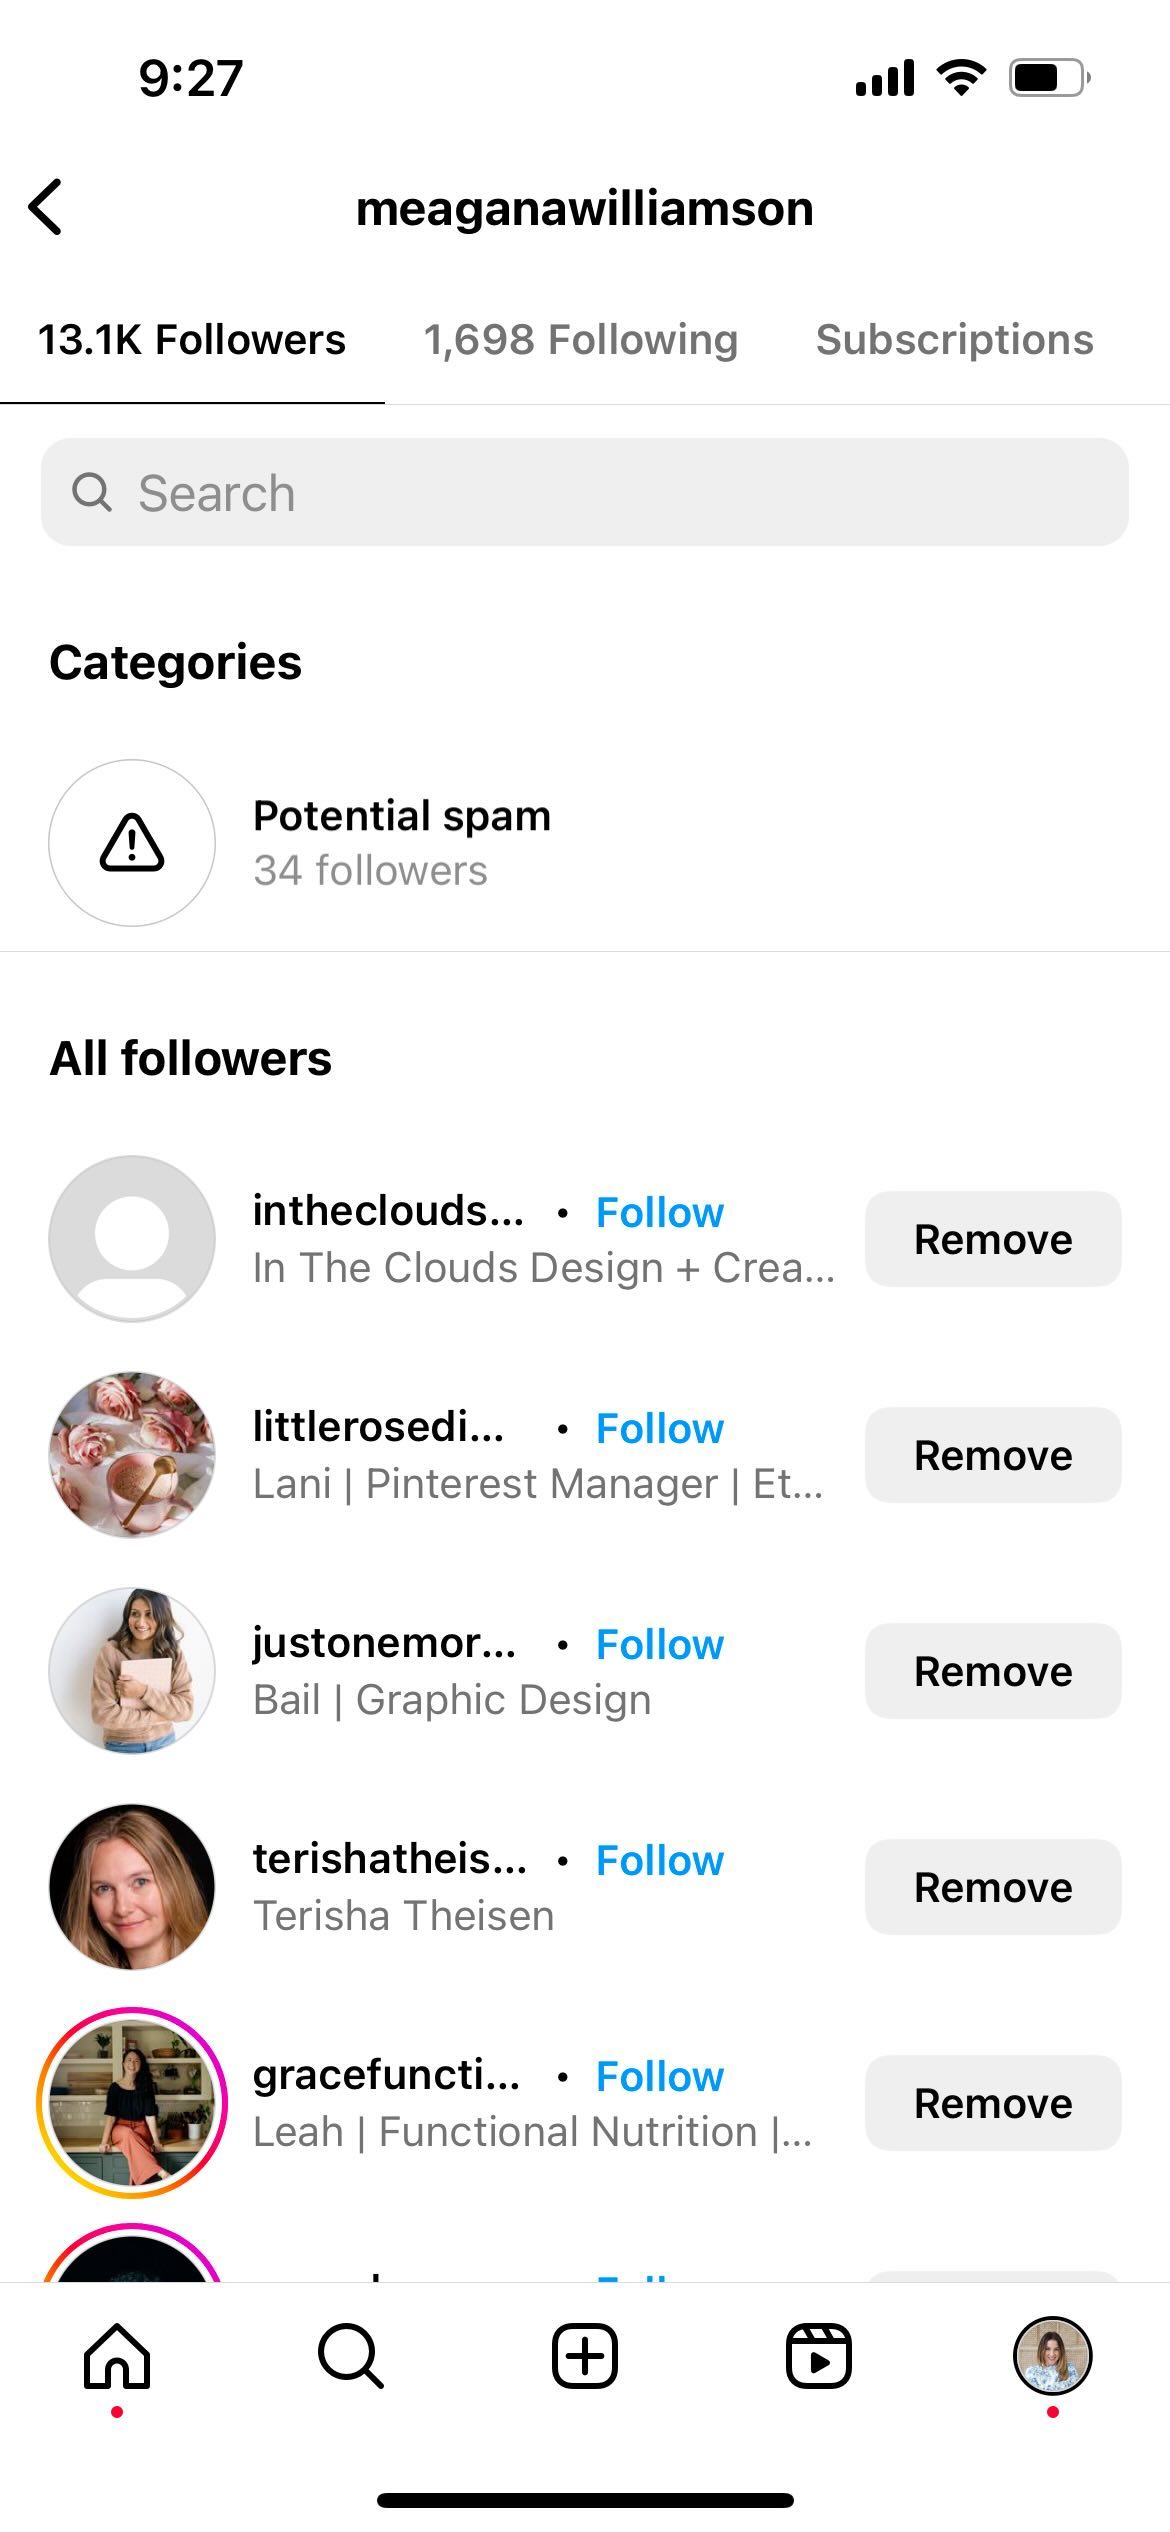 9:27
meaganawilliamson
13.1K Followers 1,698 Following Subscriptions
Search
Categories
Potential spam
34 followers
All followers
intheclouds... • Follow Remove
In The Clouds Design + Crea...
littlerosedi... • Follow Remove
Lani | Pinterest Manager | Et...
justonemor... • Follow Remove
Bail | Graphic Design
terishatheis... • Follow Remove
Terisha Theisen
gracefuncti... • Follow Remove
Leah | Functional Nutrition |...